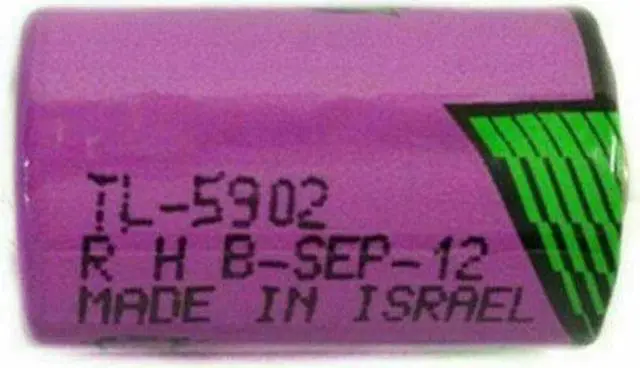 TL-5902
R H B-SEP-12
MADE IN ISRAEL